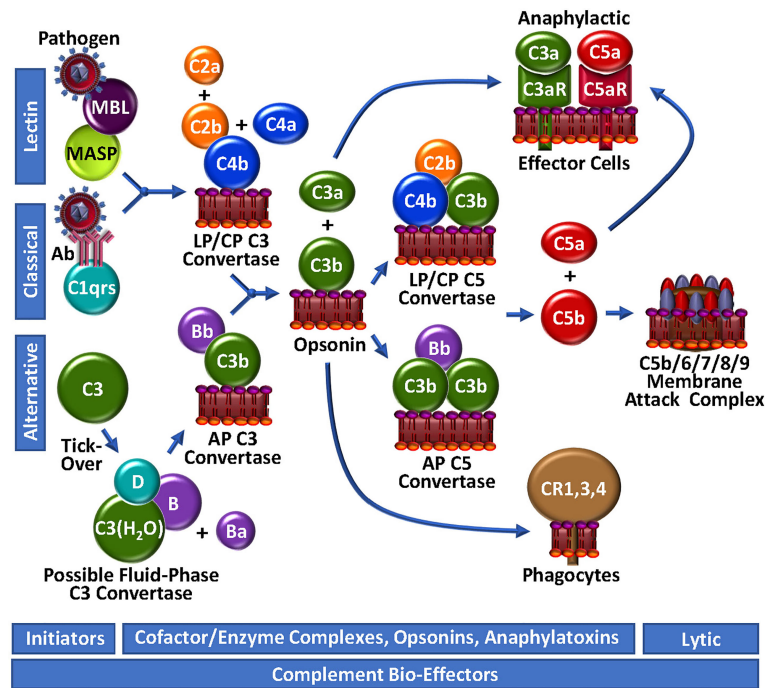 Pathogen
Lectin
MBL
MASP
C2a
+
C2b
+
C4a
C4b
LP/CP C3
Convertase
Classical
Ab
C1qrs
Alternative
C3
Tick-
Over
D
B
C3(H₂O)
+
Ba
Possible Fluid-Phase
C3 Convertase
Bb
C3b
AP C3
Convertase
C3a
+
C3b
Opsonin
C2b
C4b
C3b
LP/CP C5
Convertase
Bb
C3b
C3b
AP C5
Convertase
Anaphylactic
C3a
C5a
C3aR
C5aR
Effector Cells
C5a
+
C5b
C5b/6/7/8/9
Membrane
Attack Complex
CR1,3,4
Phagocytes
Initiators
Cofactor/Enzyme Complexes, Opsonins, Anaphylatoxins
Lytic
Complement Bio-Effectors